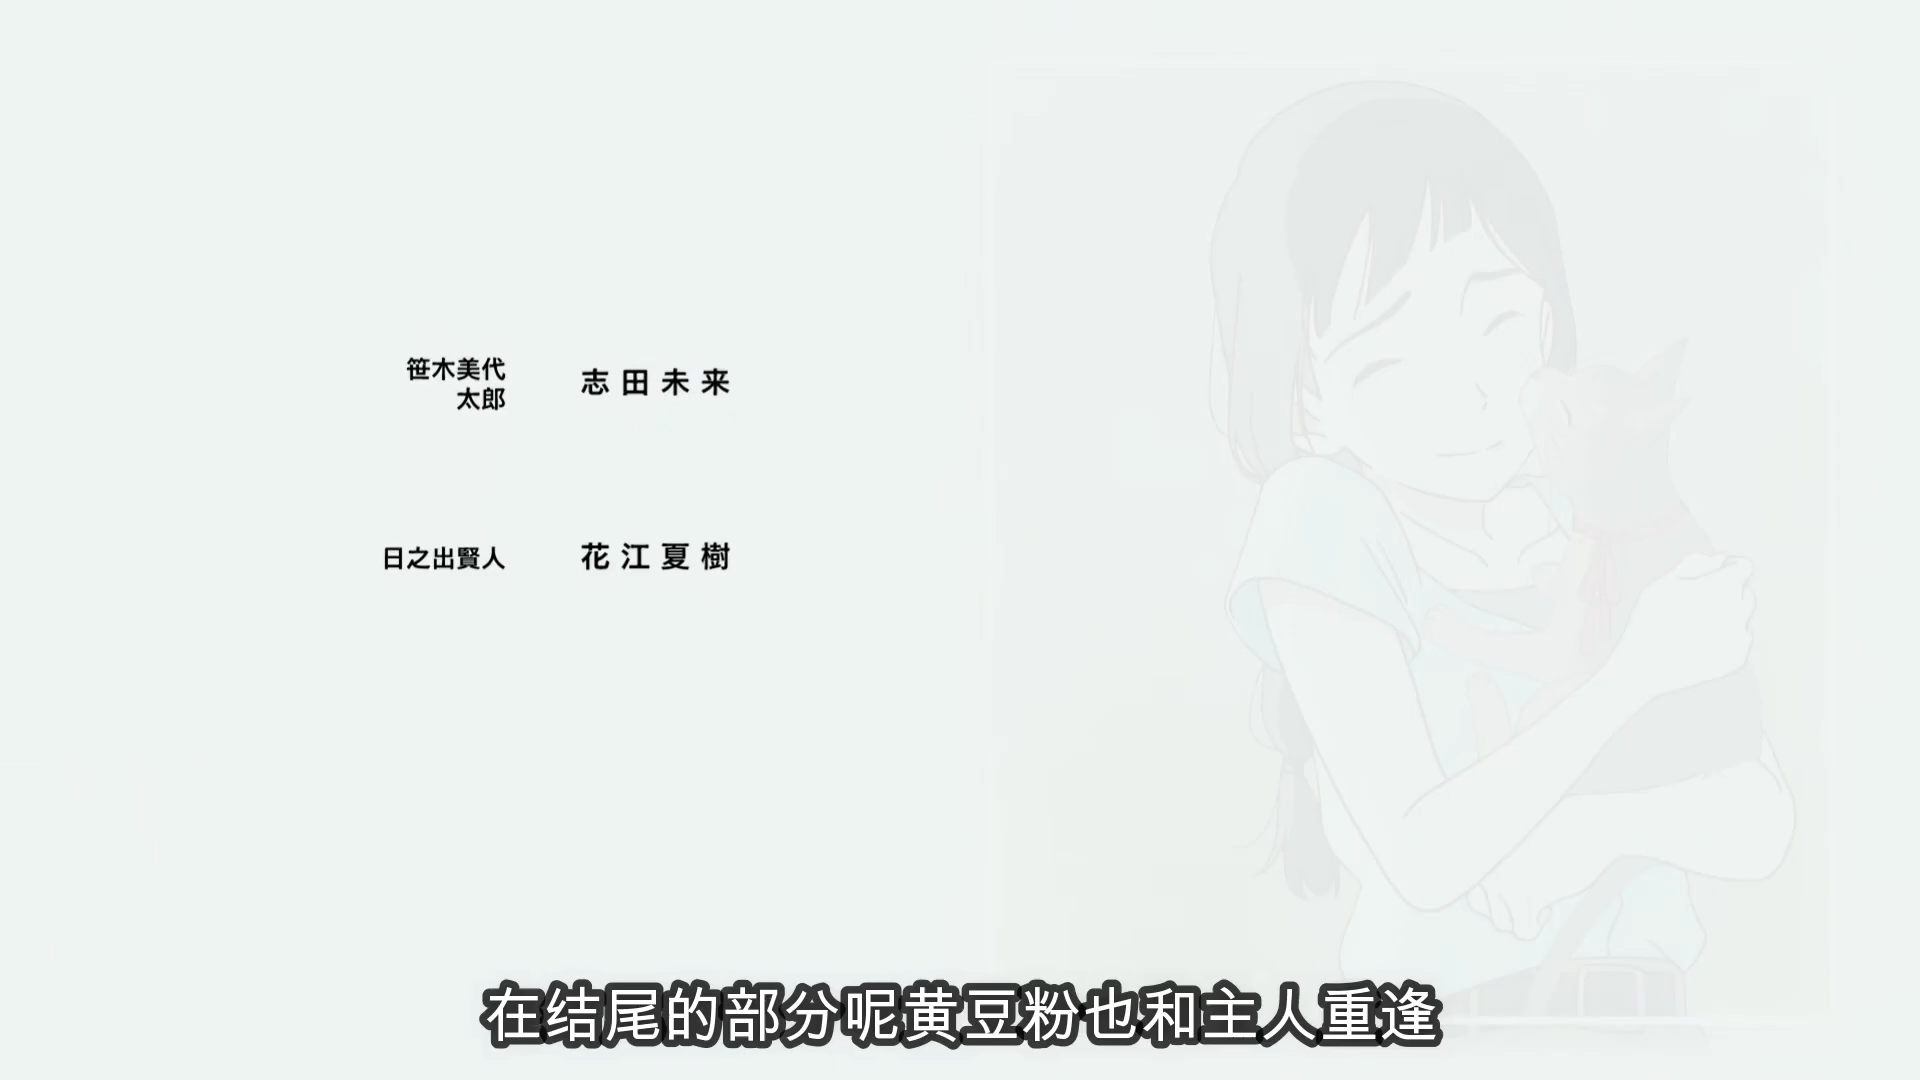 笹木美代
太郎
志田未来
日之出賢人
花江夏樹
在结尾的部分呢黄豆粉也和主人重逢